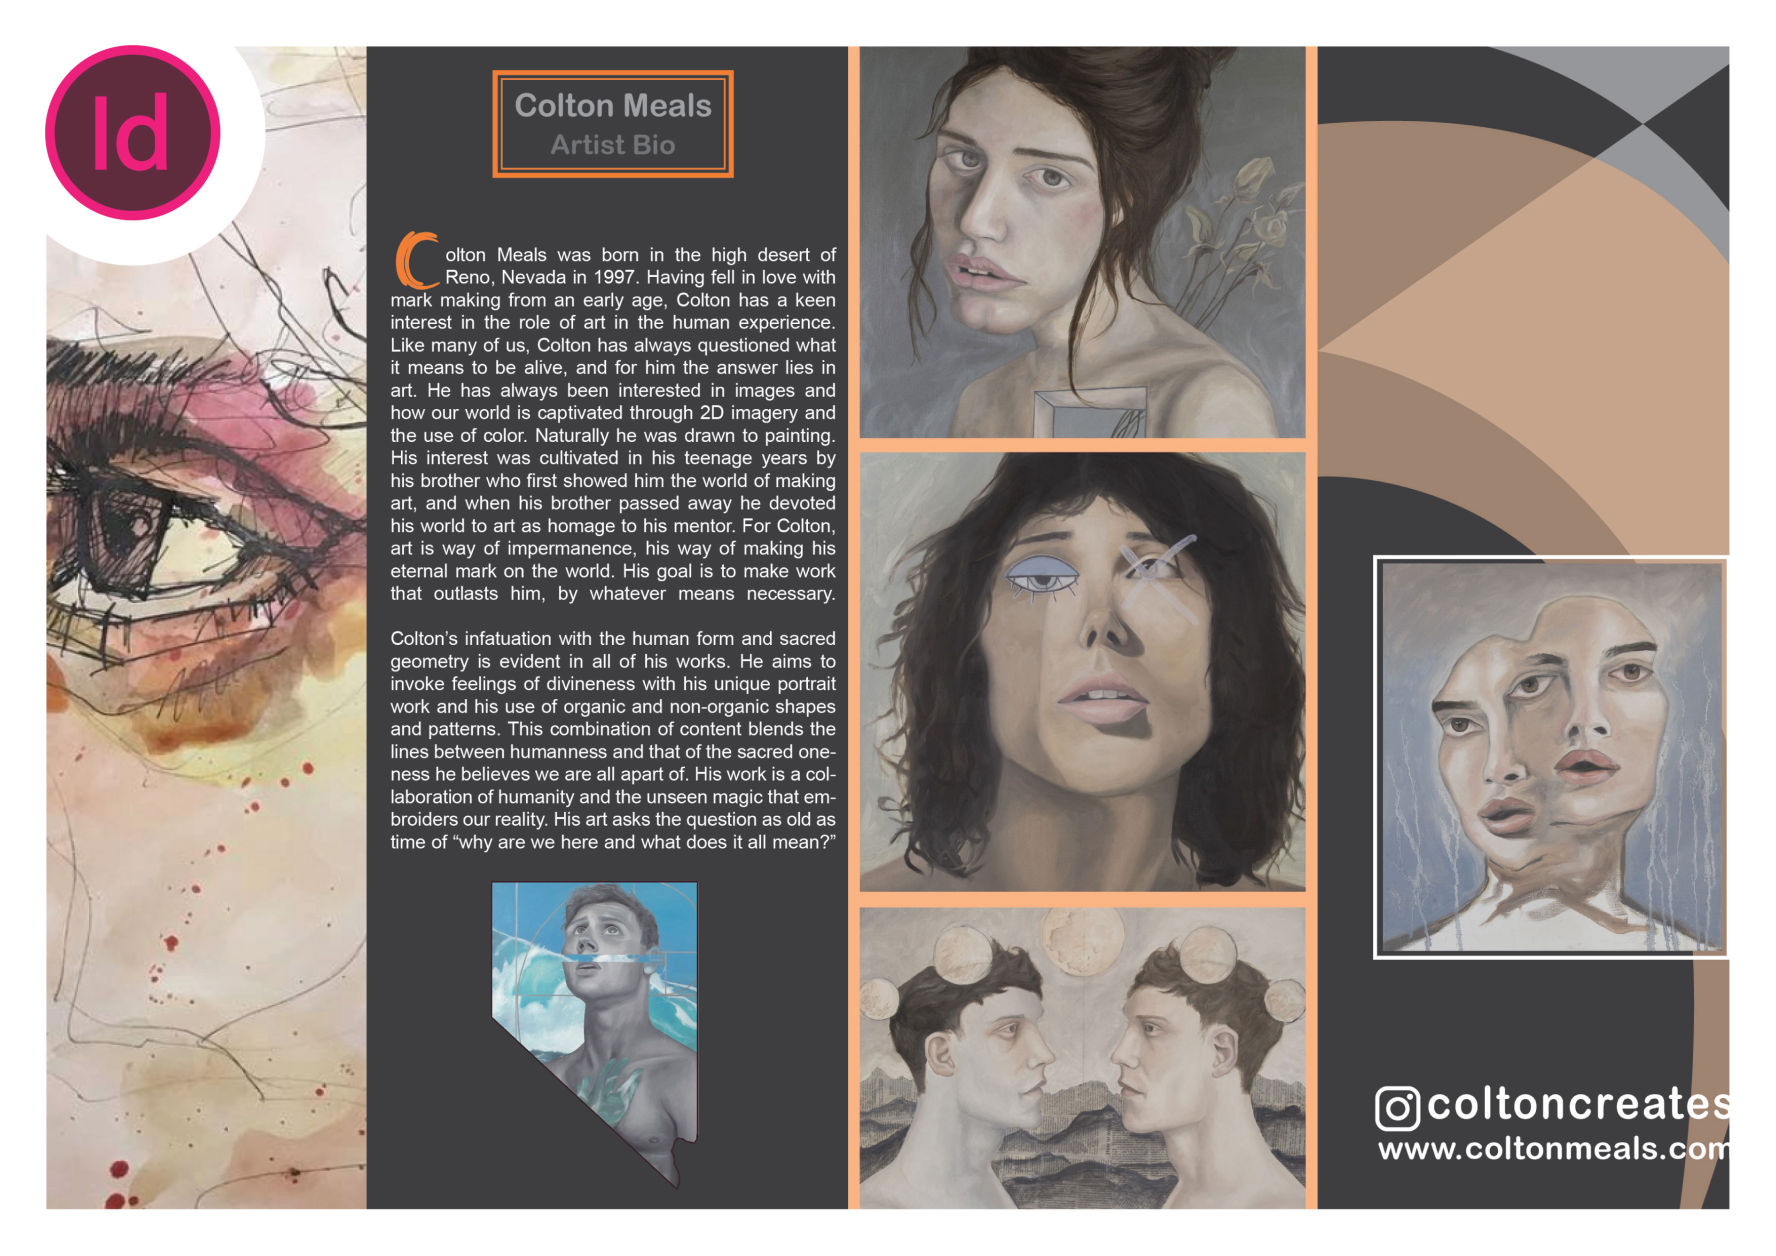 Id
Colton Meals
Artist Bio
Colton Meals was born in the high desert of
Reno, Nevada in 1997. Having fell in love with
mark making from an early age, Colton has a keen
interest in the role of art in the human experience.
Like many of us, Colton has always questioned what
it means to be alive, and for him the answer lies in
art. He has always been interested in images and
how our world is captivated through 2D imagery and
the use of color. Naturally he was drawn to painting.
His interest was cultivated in his teenage years by
his brother who first showed him the world of making
art, and when his brother passed away he devoted
his world to art as homage to his mentor. For Colton,
art is way of impermanence, his way of making his
eternal mark on the world. His goal is to make work
that outlasts him, by whatever means necessary.
Colton’s infatuation with the human form and sacred
geometry is evident in all of his works. He aims to
invoke feelings of divineness with his unique portrait
work and his use of organic and non-organic shapes
and patterns. This combination of content blends the
lines between humanness and that of the sacred one-
ness he believes we are all apart of. His work is a col-
laboration of humanity and the unseen magic that em-
broiders our reality. His art asks the question as old as
time of “why are we here and what does it all mean?”
coltoncreates
www.coltonmeals.com